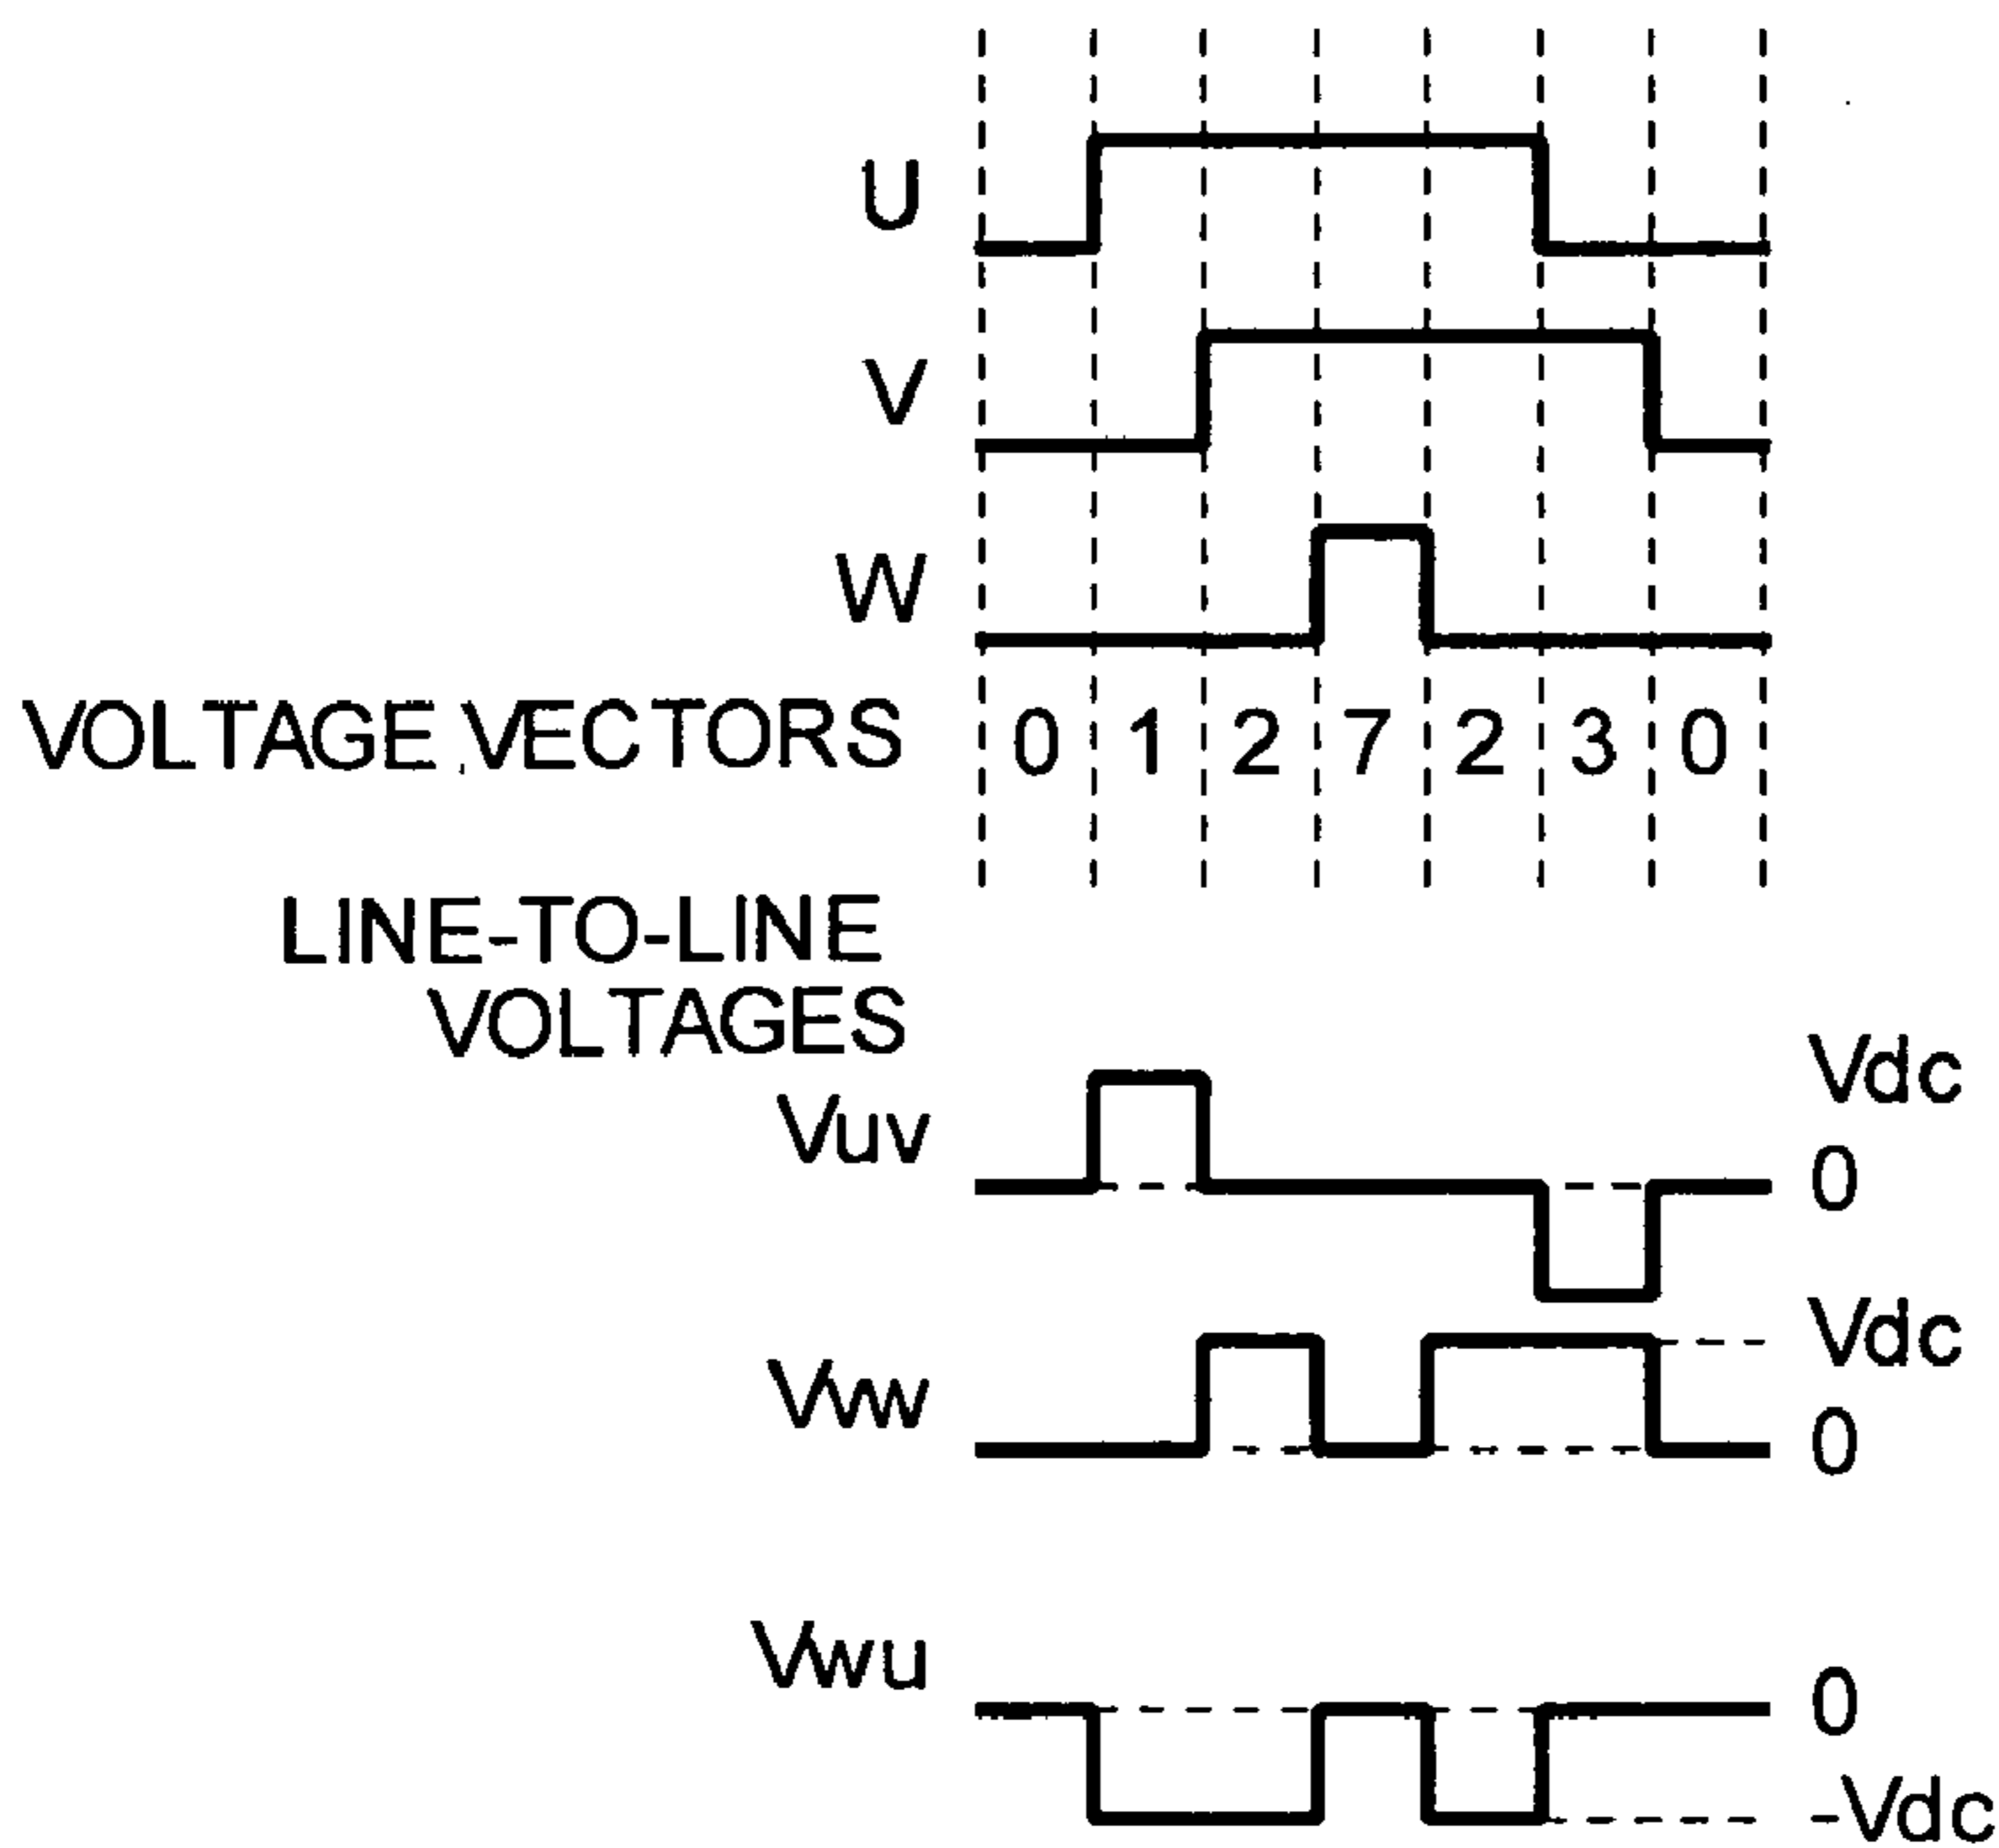 U
V
W
VOLTAGE VECTORS 0 1 2 7 2 3 0
LINE-TO-LINE
VOLTAGES
Vdc
Vuv
0
Vdc
Vvw
0
Vwu
0
-Vdc